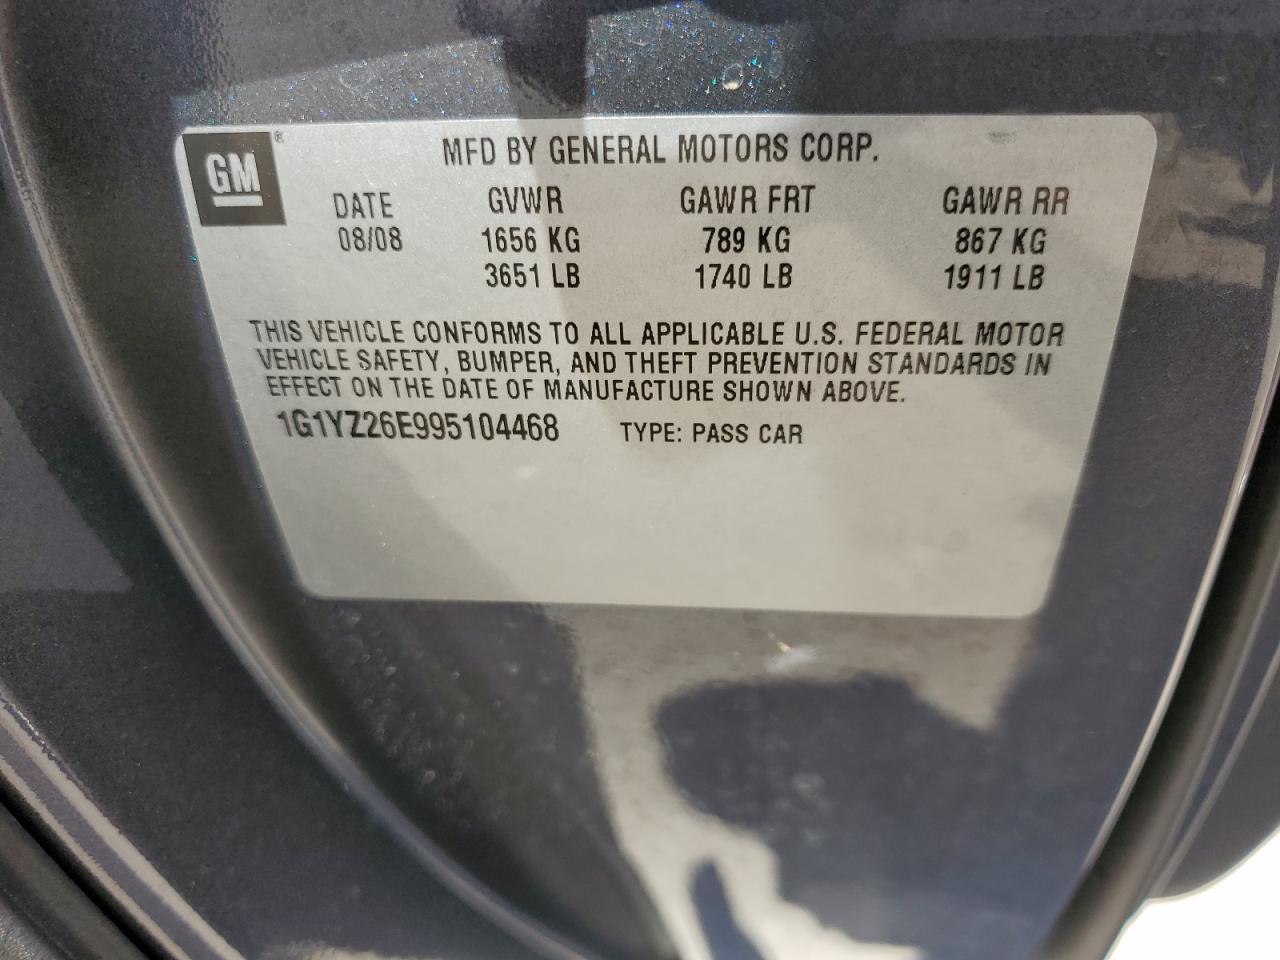 GM ®
MFD BY GENERAL MOTORS CORP.
DATE GVWR GAWR FRT GAWR RR
08/08 1656 KG 789 KG 867 KG
3651 LB 1740 LB 1911 LB
THIS VEHICLE CONFORMS TO ALL APPLICABLE U.S. FEDERAL MOTOR
VEHICLE SAFETY, BUMPER, AND THEFT PREVENTION STANDARDS IN
EFFECT ON THE DATE OF MANUFACTURE SHOWN ABOVE.
1G1YZ26E995104468 TYPE: PASS CAR